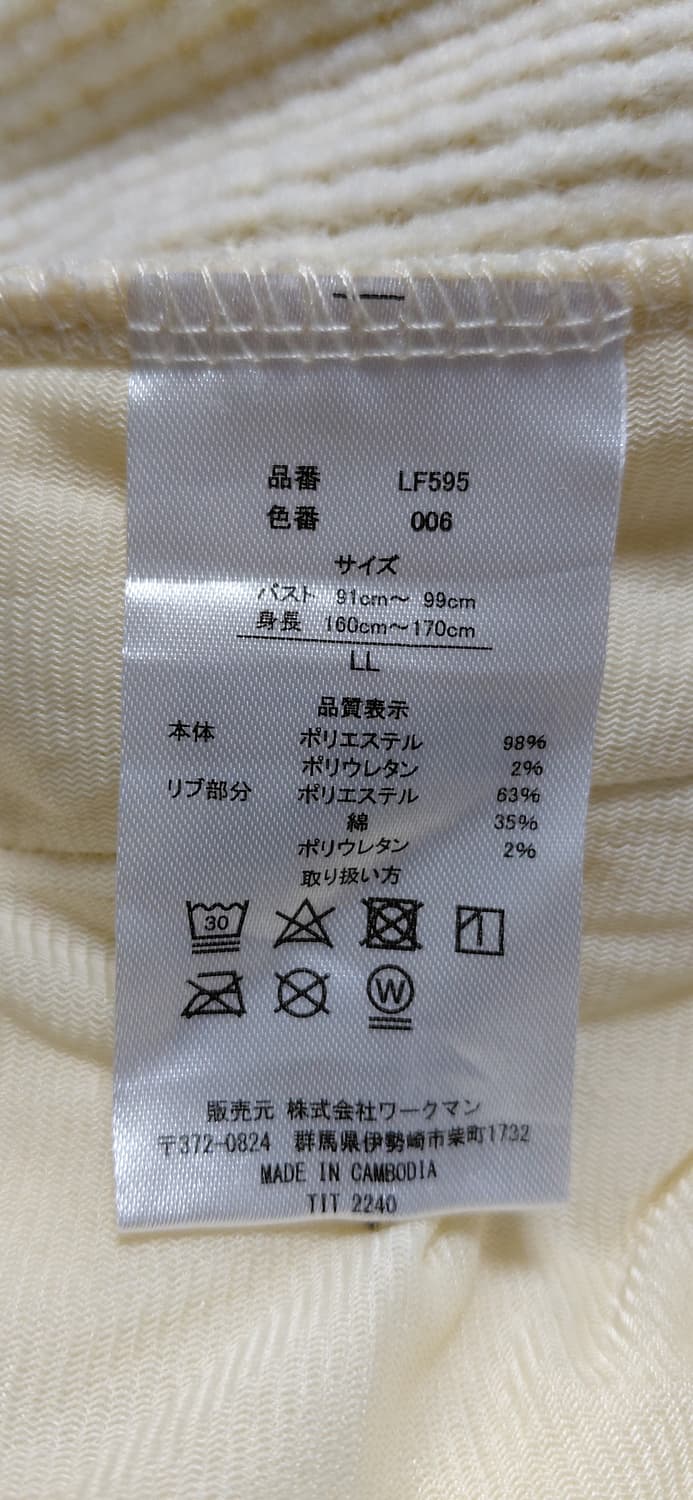 品番 LF595
色番 006
サイズ
バスト 91cm～ 99cm
身長 160cm～170cm
LL
品質表示
本体 ポリエステル 98%
ポリウレタン 2%
リブ部分 ポリエステル 63%
綿 35%
ポリウレタン 2%
取り扱い方
30
W
販売元 株式会社ワークマン
〒372-0824 群馬県伊勢崎市柴町1732
MADE IN CAMBODIA
TIT 2240